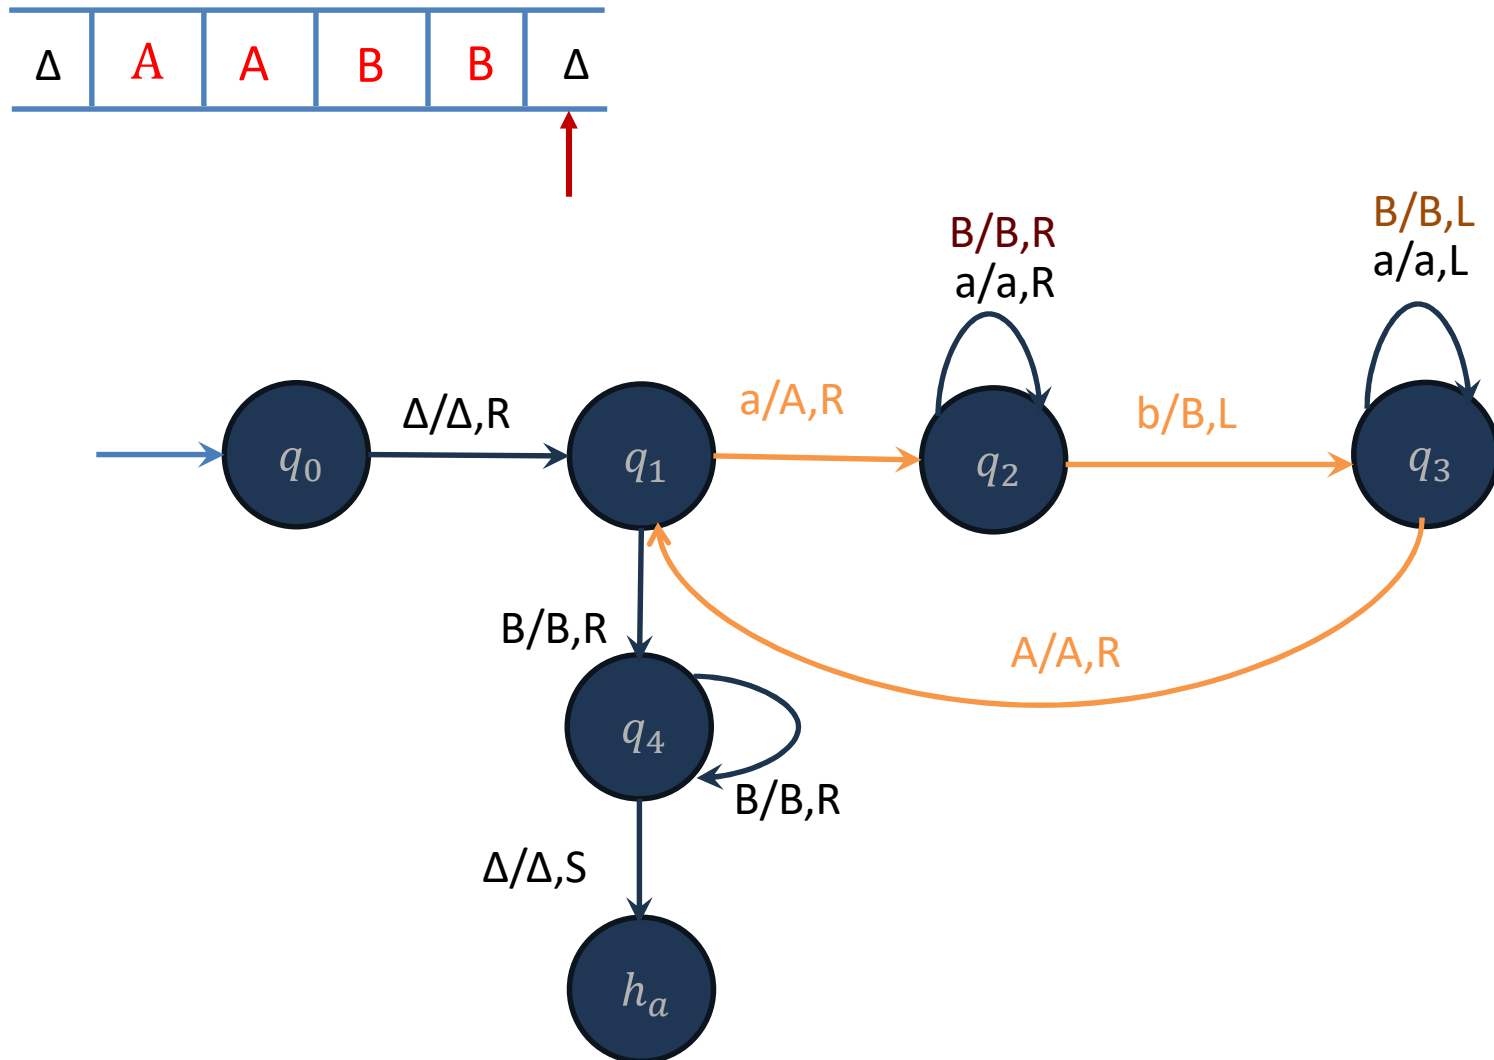 Δ A A B B Δ
B/B,R
a/a,R
B/B,L
a/a,L
Δ/Δ,R
a/A,R
b/B,L
q₀
q₁
q₂
q₃
B/B,R
A/A,R
q₄
B/B,R
Δ/Δ,S
hₐ